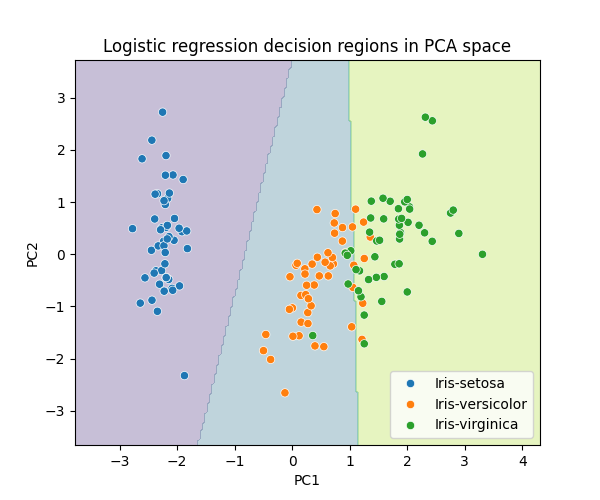 Logistic regression decision regions in PCA space
PC2
3
2
1
0
−1
−2
−3
Iris-setosa
Iris-versicolor
Iris-virginica
−3 −2 −1 0 1 2 3 4
PC1